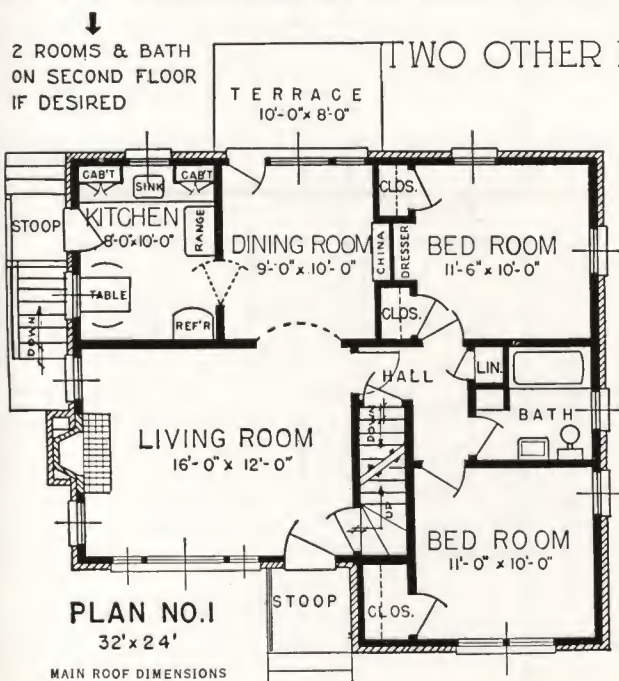 2 ROOMS & BATH
ON SECOND FLOOR
IF DESIRED
TWO OTHER
TERRACE
10'-0" x 8'-0"
CAB'T
SINK
CAB'T
KITCHEN
8'-0" x 10'-0"
RANGE
STOOP
DOWN
TABLE
REF'R
DINING ROOM
9'-0" x 10'-0"
CHINA
DRESSER
CLOS.
BED ROOM
11'-6" x 10'-0"
CLOS.
HALL
LIN.
BATH
LIVING ROOM
16'-0" x 12'-0"
DOWN
UP
BED ROOM
11'-0" x 10'-0"
CLOS.
STOOP
PLAN NO.1
32' x 24'
MAIN ROOF DIMENSIONS